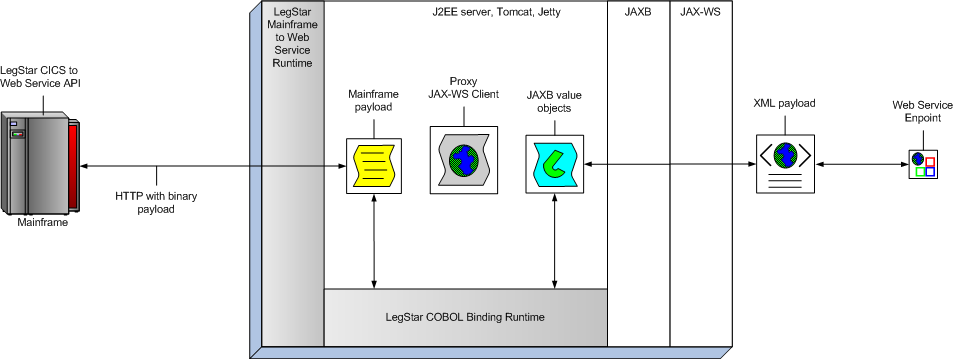 LegStar
Mainframe
to Web
Service
Runtime
J2EE server, Tomcat, Jetty
JAXB
JAX-WS
LegStar CICS to
Web Service API
Mainframe
payload
Proxy
JAX-WS Client
JAXB value
objects
XML payload
Web Service
Enpoint
HTTP with binary
payload
Mainframe
LegStar COBOL Binding Runtime